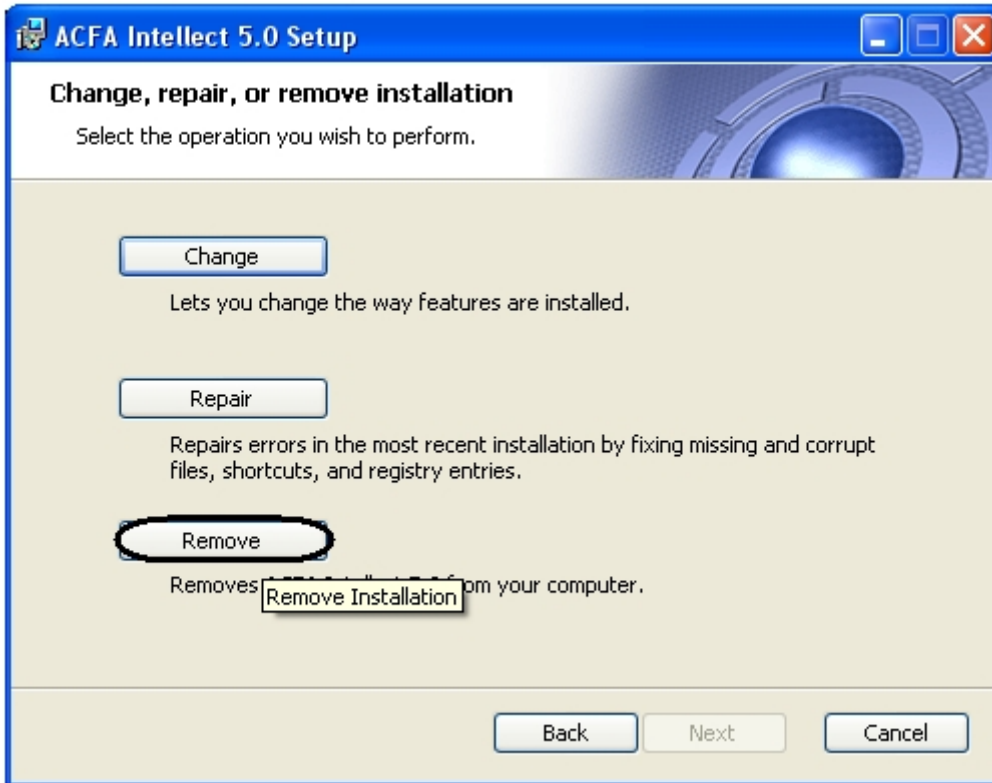 ACFA Intellect 5.0 Setup
Change, repair, or remove installation
Select the operation you wish to perform.
Change
Lets you change the way features are installed.
Repair
Repairs errors in the most recent installation by fixing missing and corrupt
files, shortcuts, and registry entries.
Remove
Removes from your computer.
Remove Installation
Back Next Cancel